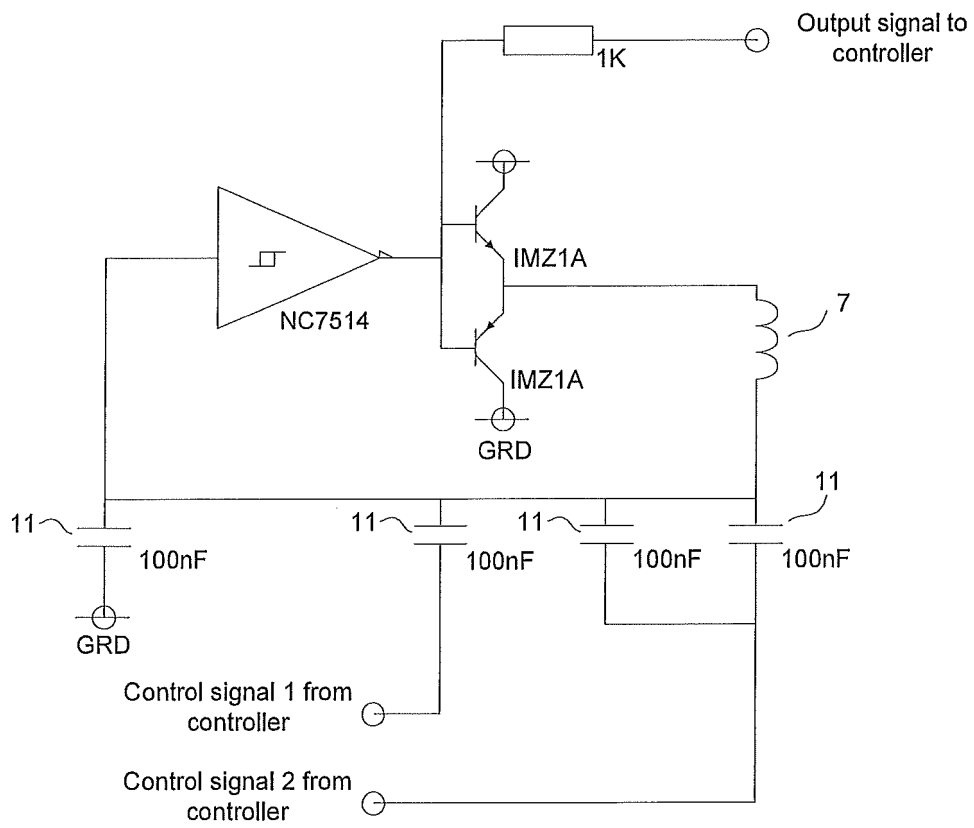 Output signal to
controller
1K
IMZ1A
NC7514
7
IMZ1A
GRD
11
11
11
11
100nF
100nF
100nF
100nF
GRD
Control signal 1 from
controller
Control signal 2 from
controller